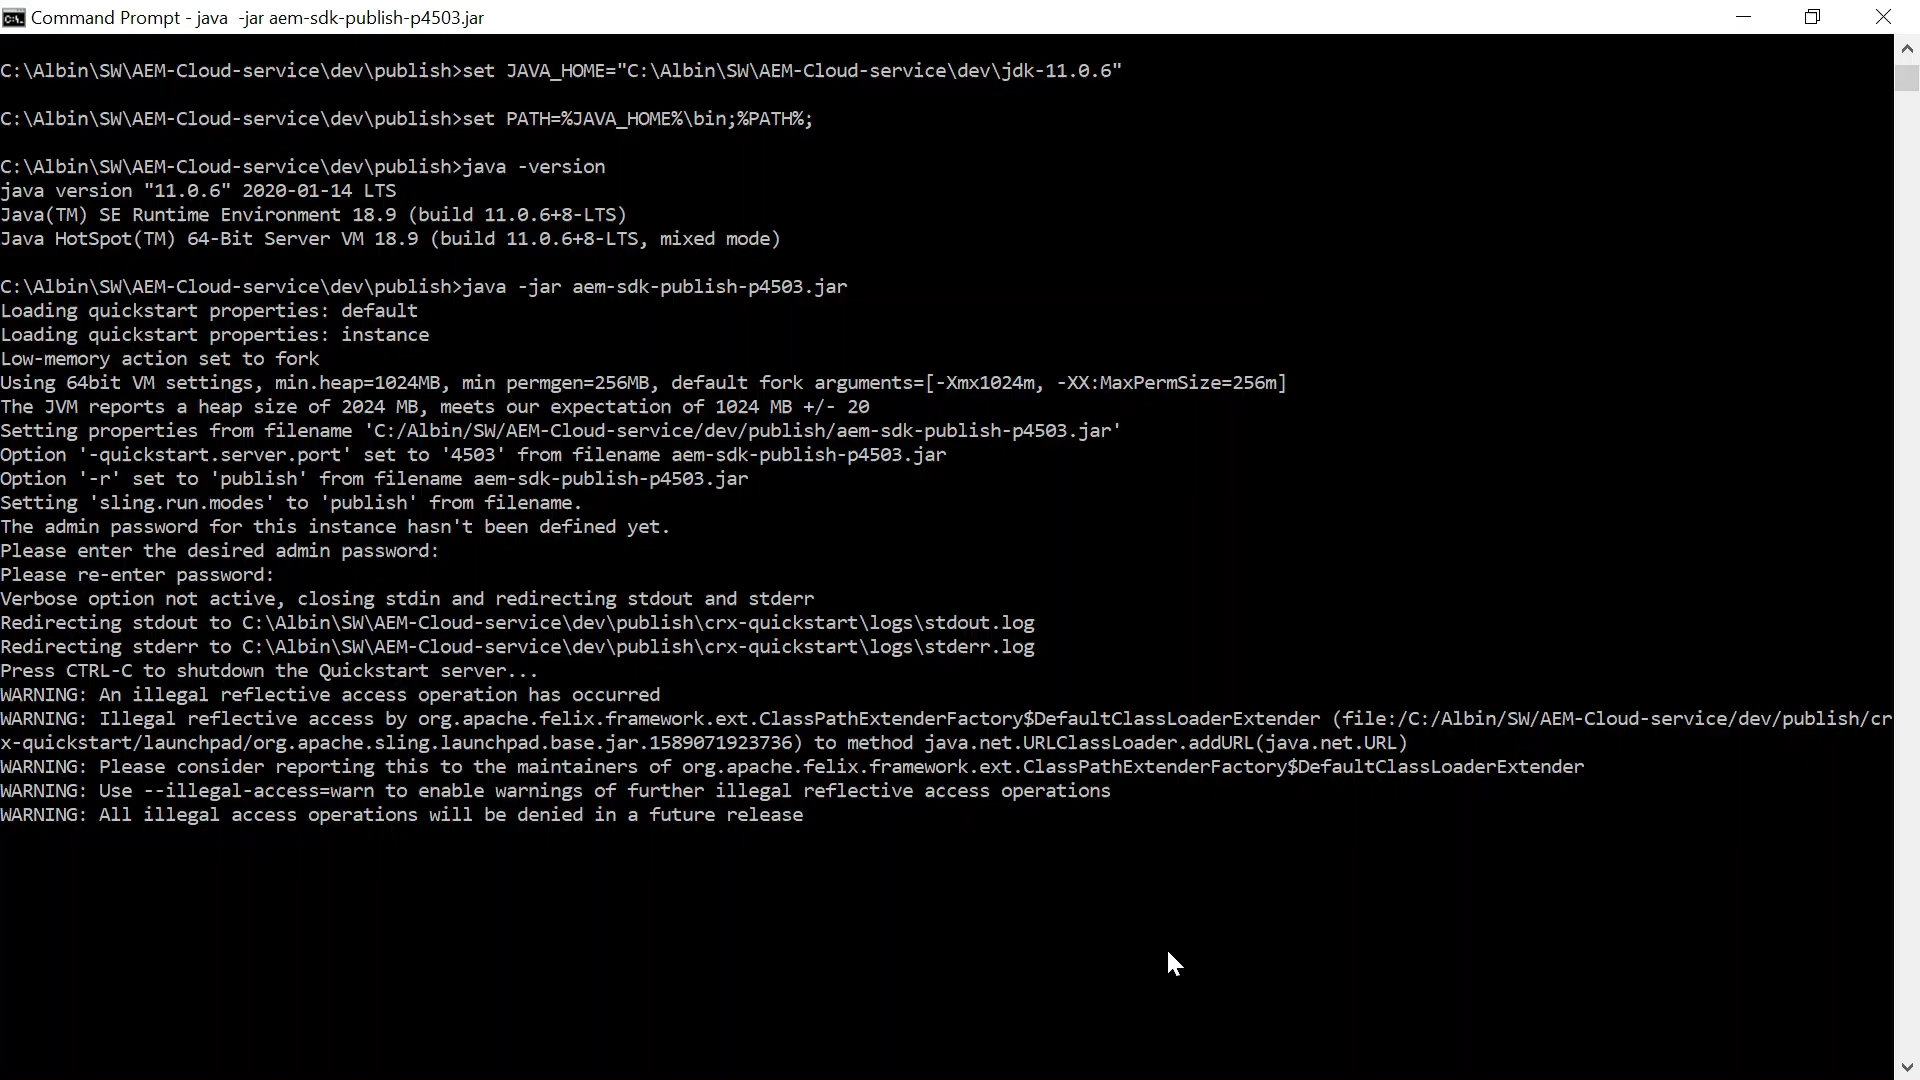 Command Prompt - java  -jar aem-sdk-publish-p4503.jar
C:\Albin\SW\AEM-Cloud-service\dev\publish>set JAVA_HOME="C:\Albin\SW\AEM-Cloud-service\dev\jdk-11.0.6"
C:\Albin\SW\AEM-Cloud-service\dev\publish>set PATH=%JAVA_HOME%\bin;%PATH%;
C:\Albin\SW\AEM-Cloud-service\dev\publish>java -version
java version "11.0.6" 2020-01-14 LTS
Java(TM) SE Runtime Environment 18.9 (build 11.0.6+8-LTS)
Java HotSpot(TM) 64-Bit Server VM 18.9 (build 11.0.6+8-LTS, mixed mode)
C:\Albin\SW\AEM-Cloud-service\dev\publish>java -jar aem-sdk-publish-p4503.jar
Loading quickstart properties: default
Loading quickstart properties: instance
Low-memory action set to fork
Using 64bit VM settings, min.heap=1024MB, min permgen=256MB, default fork arguments=[-Xmx1024m, -XX:MaxPermSize=256m]
The JVM reports a heap size of 2024 MB, meets our expectation of 1024 MB +/- 20
Setting properties from filename 'C:/Albin/SW/AEM-Cloud-service/dev/publish/aem-sdk-publish-p4503.jar'
Option '-quickstart.server.port' set to '4503' from filename aem-sdk-publish-p4503.jar
Option '-r' set to 'publish' from filename aem-sdk-publish-p4503.jar
Setting 'sling.run.modes' to 'publish' from filename.
The admin password for this instance hasn't been defined yet.
Please enter the desired admin password:
Please re-enter password:
Verbose option not active, closing stdin and redirecting stdout and stderr
Redirecting stdout to C:\Albin\SW\AEM-Cloud-service\dev\publish\crx-quickstart\logs\stdout.log
Redirecting stderr to C:\Albin\SW\AEM-Cloud-service\dev\publish\crx-quickstart\logs\stderr.log
Press CTRL-C to shutdown the Quickstart server...
WARNING: An illegal reflective access operation has occurred
WARNING: Illegal reflective access by org.apache.felix.framework.ext.ClassPathExtenderFactory$DefaultClassLoaderExtender (file:/C:/Albin/SW/AEM-Cloud-service/dev/publish/cr
x-quickstart/launchpad/org.apache.sling.launchpad.base.jar.1589071923736) to method java.net.URLClassLoader.addURL(java.net.URL)
WARNING: Please consider reporting this to the maintainers of org.apache.felix.framework.ext.ClassPathExtenderFactory$DefaultClassLoaderExtender
WARNING: Use --illegal-access=warn to enable warnings of further illegal reflective access operations
WARNING: All illegal access operations will be denied in a future release